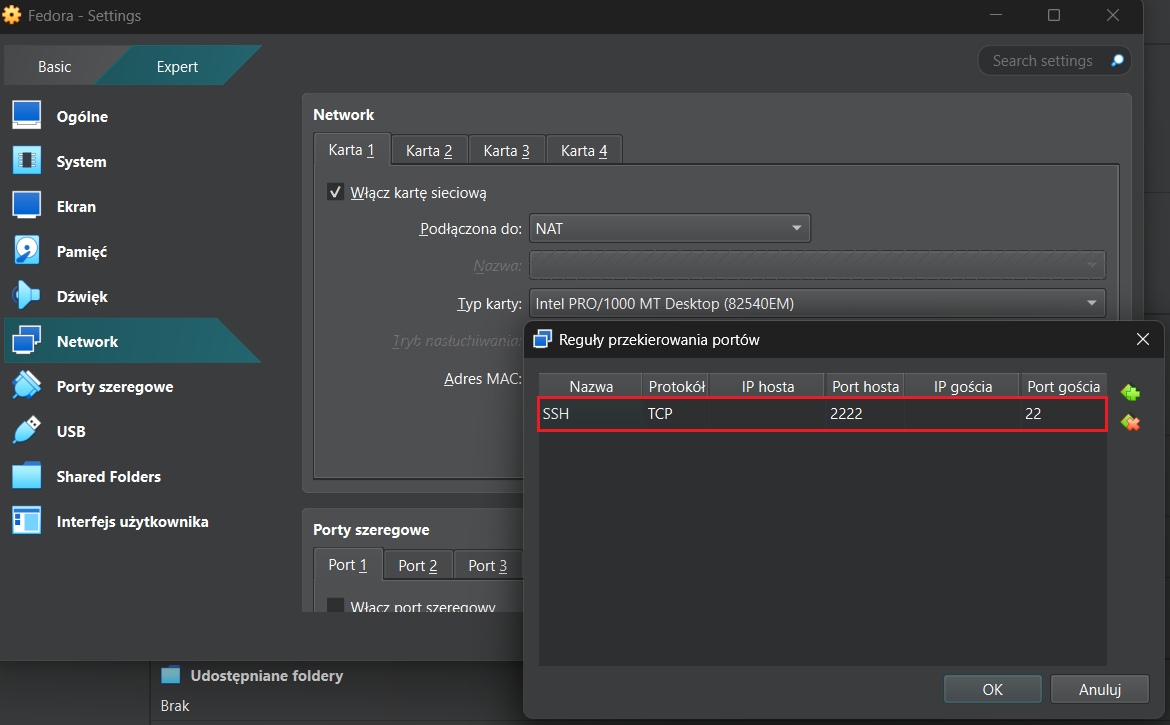 Fedora - Settings
Basic
Expert
Search settings
Ogólne
System
Ekran
Pamięć
Dźwięk
Network
Porty szeregowe
USB
Shared Folders
Interfejs użytkownika
Network
Karta 1
Karta 2
Karta 3
Karta 4
Włącz kartę sieciową
Podłączona do:
NAT
Nazwa:
Typ karty:
Intel PRO/1000 MT Desktop (82540EM)
Tryb nasłuchiwania:
Adres MAC:
Porty szeregowe
Port 1
Port 2
Port 3
Włącz port szeregowy
Reguły przekierowania portów
Nazwa Protokół IP hosta Port hosta IP gościa Port gościa
SSH TCP 2222 22
OK
Anuluj
Udostępniane foldery
Brak